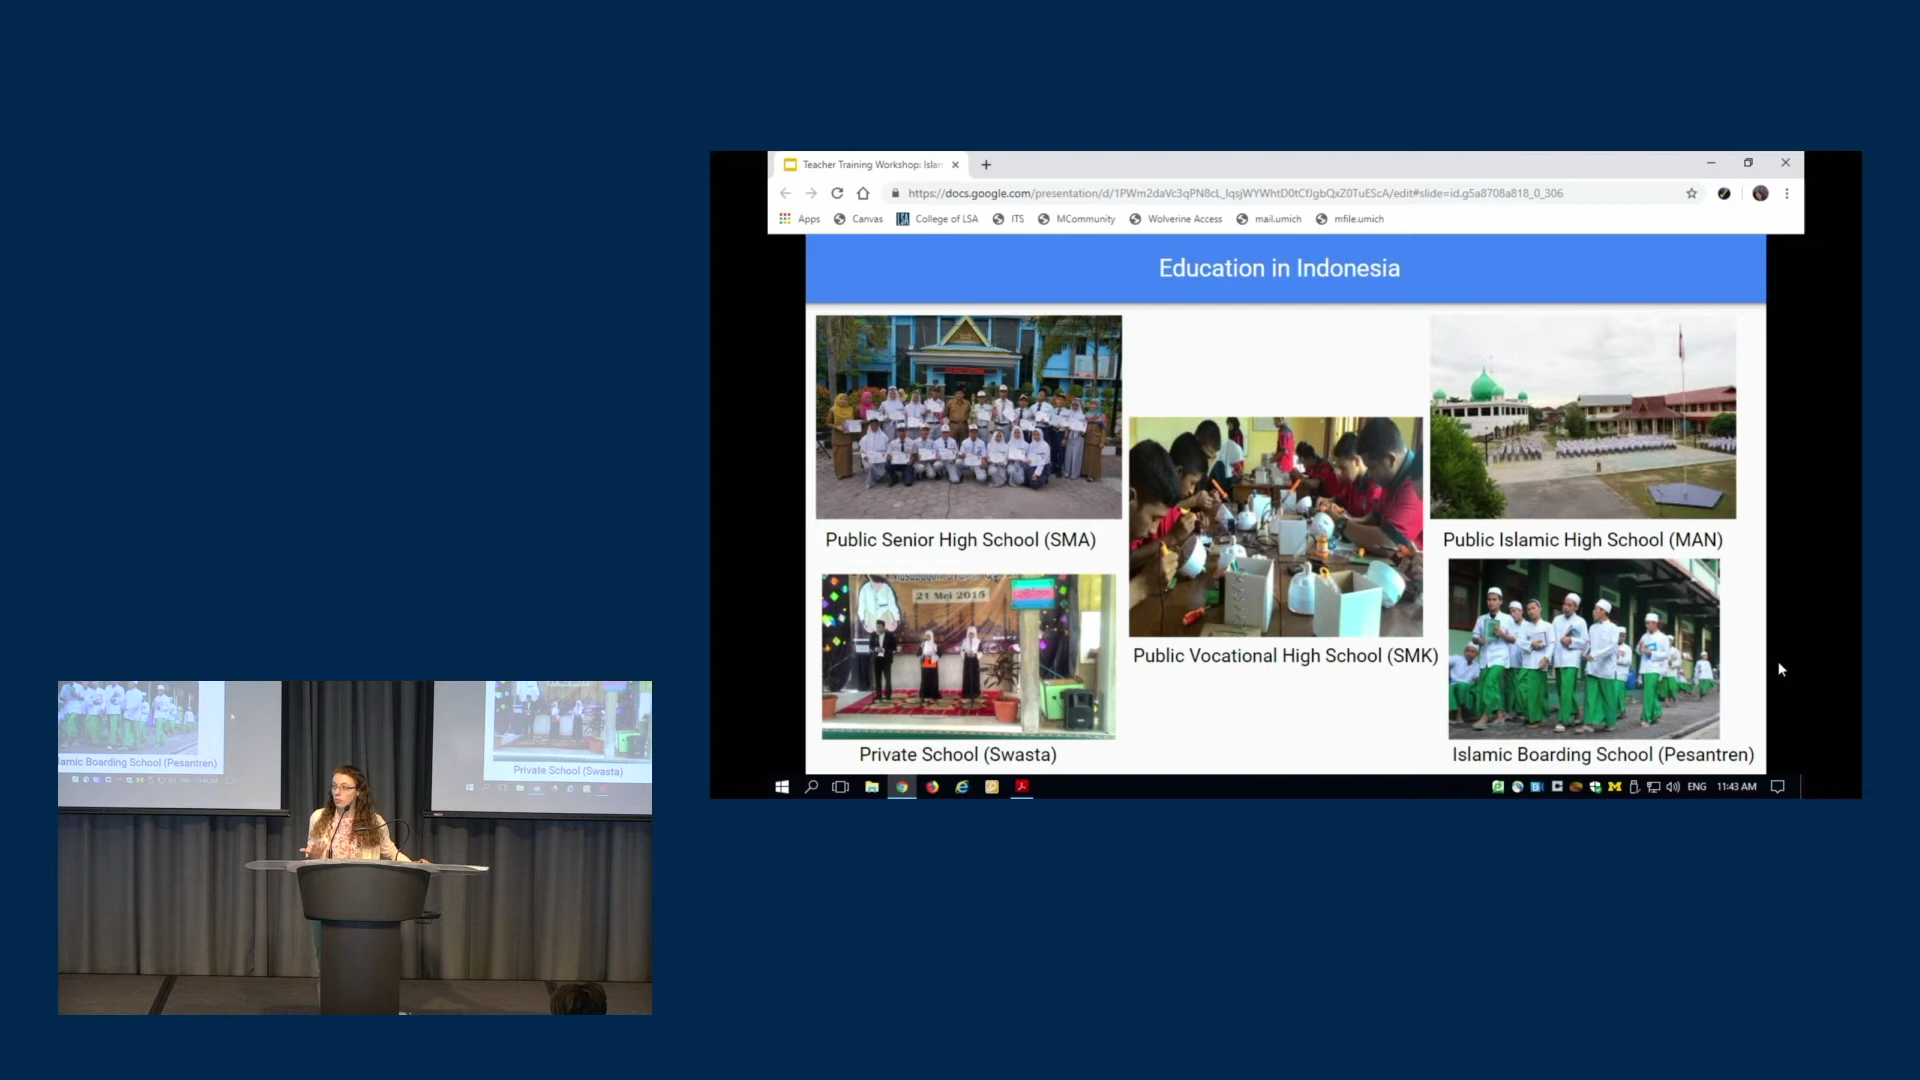 Teacher Training Workshop: Islam
https://docs.google.com/presentation/d/1PWm2daVc3qPN8cL_IqsjWYWhtD0tCfJgbQxZ0TuEScA/edit#slide=id.g5a8708a818_0_306
Apps Canvas LSA College of LSA ITS MCommunity Wolverine Access mail.umich mfile.umich
Education in Indonesia
Public Senior High School (SMA)
Public Islamic High School (MAN)
21 Mei 2015
Public Vocational High School (SMK)
Private School (Swasta)
Islamic Boarding School (Pesantren)
ENG 11:43 AM
lamic Boarding School (Pesantren)
Private School (Swasta)